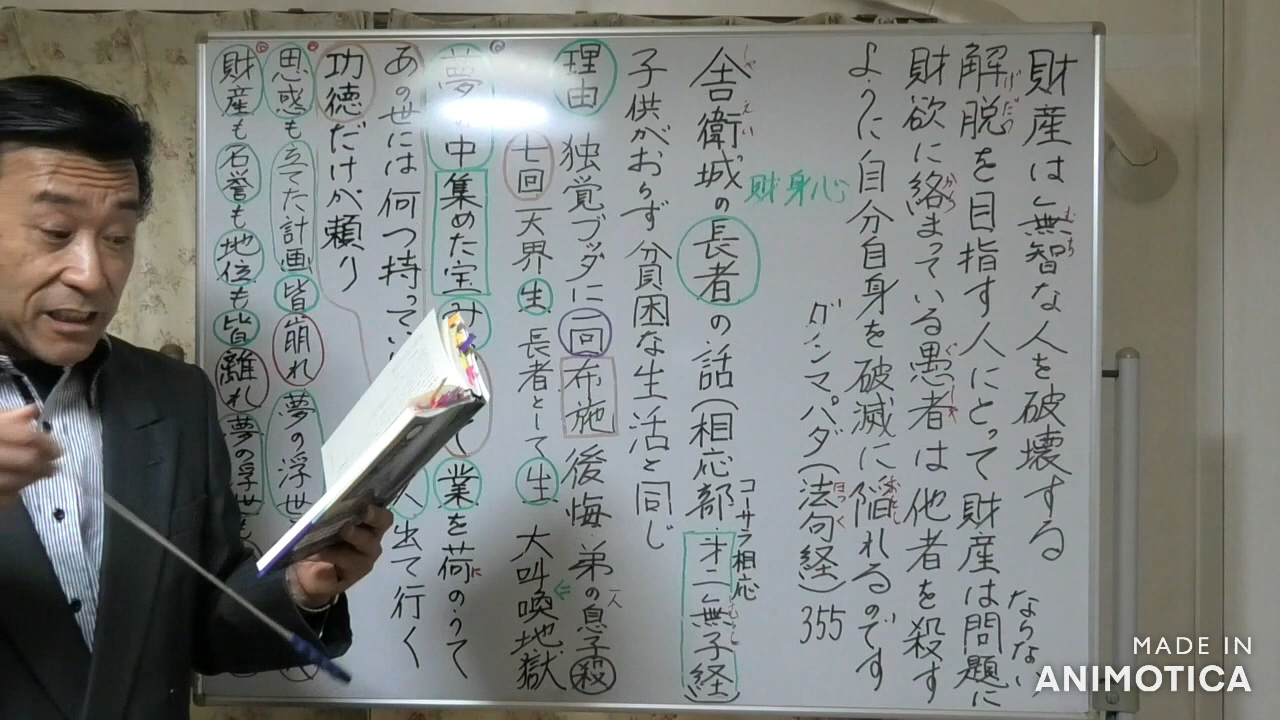 財産は無智な人を破壊する
解脱を目指す人にとって財産は問題にならない
財欲に絡まっている愚者は他者を殺す
ように自分自身を破滅に陥れるのです
ダンマパダ(法句経)355
財身心
舎衛城の長者の話(相応部 コーサラ相応 才二無子経)
子供がおらず 貧困な生活と同じ
理由 独覚ブッダに一回布施 後悔 弟の一人息子殺
七回 天界生 長者として生 大叫喚地獄
夢 中 集めた宝 み 業を荷のうて
あの世には何つ持って 出て行く
功徳だけが頼り
思惑も立てた計画皆崩れ夢の浮世
財産も名誉も地位も皆離れ夢の浮世も
MADE IN
ANIMOTICA